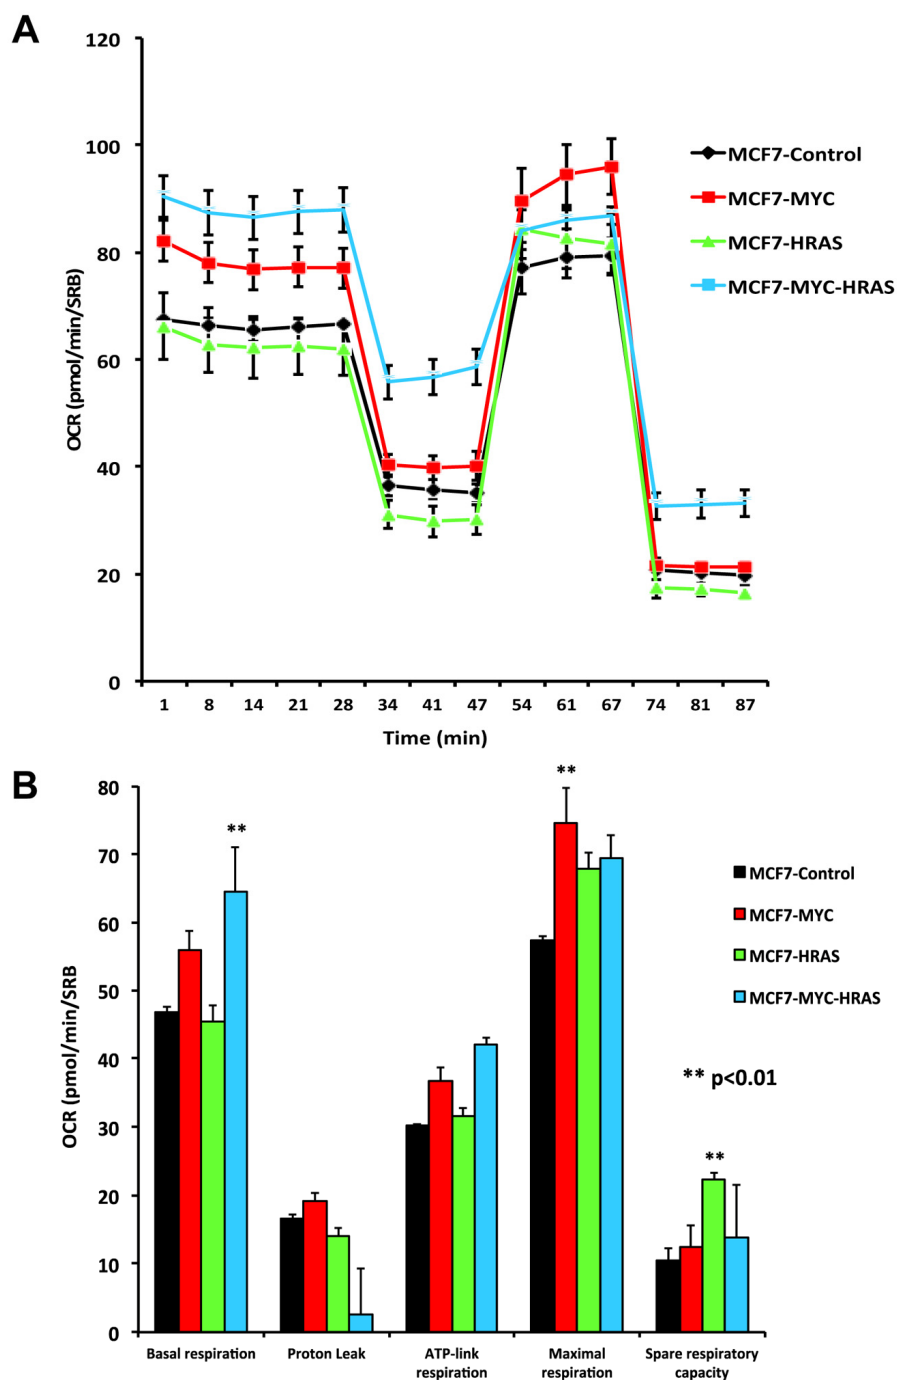 A
120
100
80
60
40
20
0
OCR (pmol/min/SRB)
1 8 14 21 28 34 41 47 54 61 67 74 81 87
Time (min)
MCF7-Control
MCF7-MYC
MCF7-HRAS
MCF7-MYC-HRAS
B
80
70
60
50
40
30
20
10
0
OCR (pmol/min/SRB)
**
**
**
MCF7-Control
MCF7-MYC
MCF7-HRAS
MCF7-MYC-HRAS
** p<0.01
Basal respiration
Proton Leak
ATP-link
respiration
Maximal
respiration
Spare respiratory
capacity